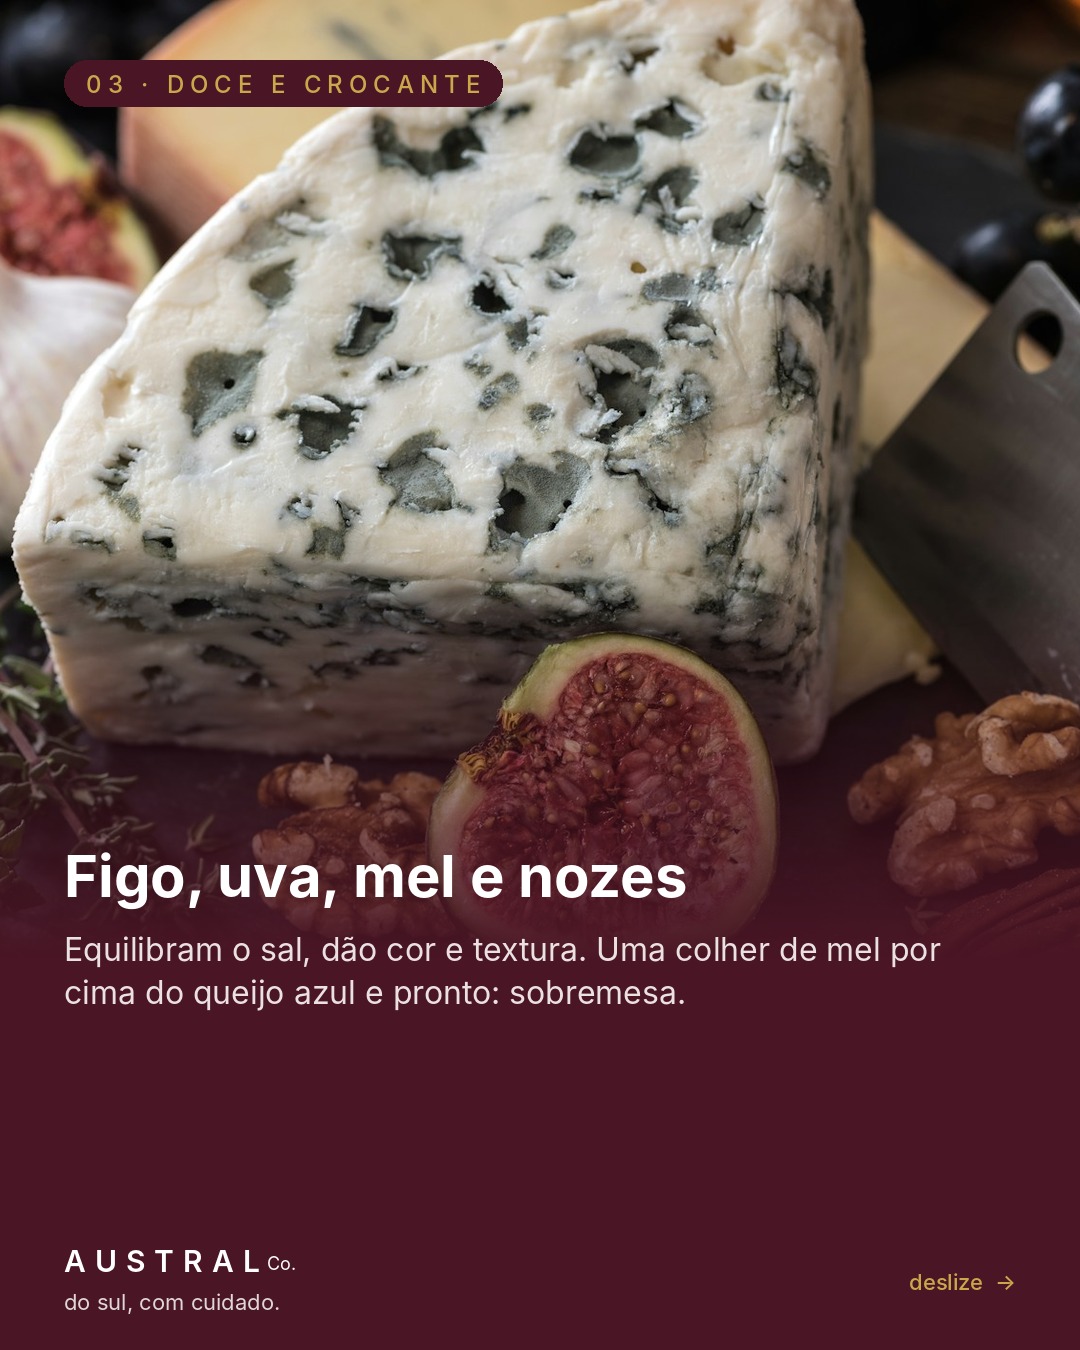 03 · DOCE E CROCANTE
Figo, uva, mel e nozes
Equilibram o sal, dão cor e textura. Uma colher de mel por
cima do queijo azul e pronto: sobremesa.
AUSTRAL Co.
do sul, com cuidado.
deslize →